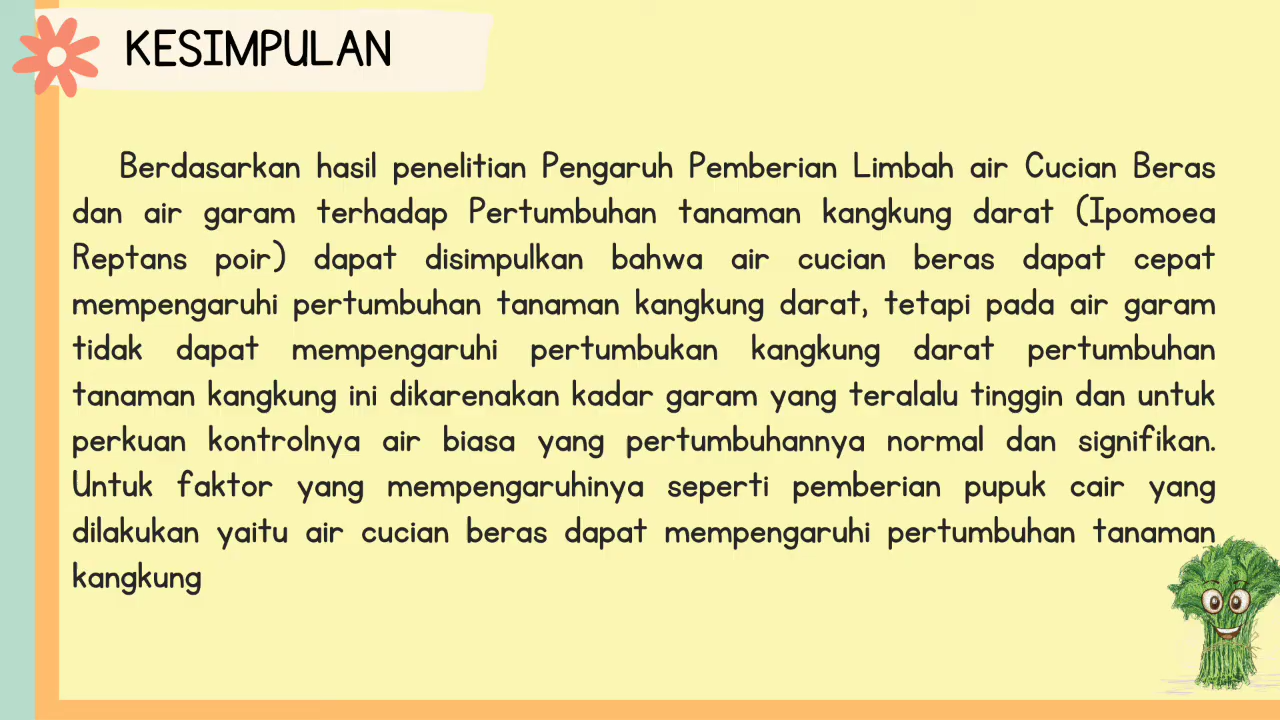 KESIMPULAN
Berdasarkan hasil penelitian Pengaruh Pemberian Limbah air Cucian Beras
dan air garam terhadap Pertumbuhan tanaman kangkung darat (Ipomoea
Reptans poir) dapat disimpulkan bahwa air cucian beras dapat cepat
mempengaruhi pertumbuhan tanaman kangkung darat, tetapi pada air garam
tidak dapat mempengaruhi pertumbukan kangkung darat pertumbuhan
tanaman kangkung ini dikarenakan kadar garam yang teralalu tinggin dan untuk
perkuan kontrolnya air biasa yang pertumbuhannya normal dan signifikan.
Untuk faktor yang mempengaruhinya seperti pemberian pupuk cair yang
dilakukan yaitu air cucian beras dapat mempengaruhi pertumbuhan tanaman
kangkung